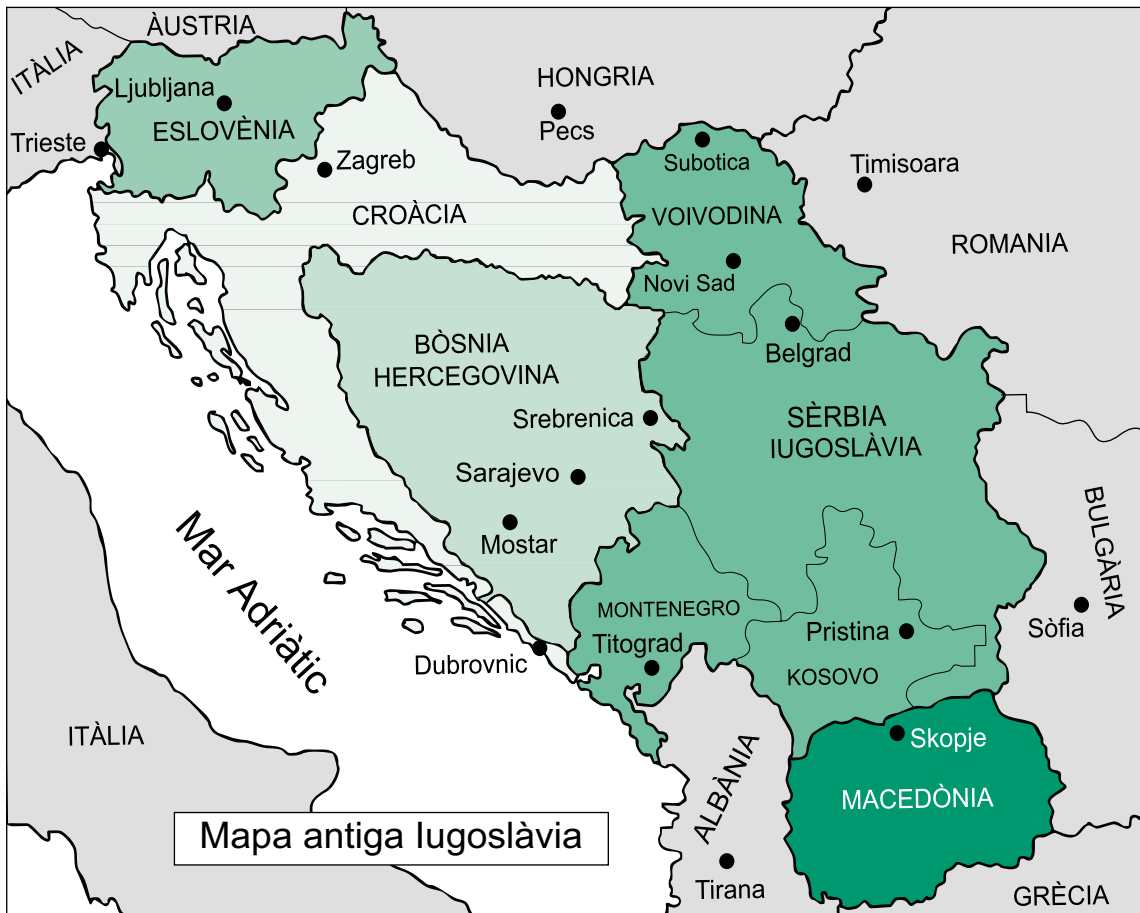 ÀUSTRIA
ITÀLIA
HONGRIA
Ljubljana
ESLOVÈNIA
Pecs
Trieste
Zagreb
Subotica
Timisoara
CROÀCIA
VOIVODINA
ROMANIA
Novi Sad
BÒSNIA
HERCEGOVINA
Belgrad
Srebrenica
SÈRBIA
IUGOSLÀVIA
Sarajevo
Mostar
BULGÀRIA
Mar Adriàtic
MONTENEGRO
Titograd
Pristina
Sòfia
Dubrovnic
KOSOVO
ITÀLIA
Skopje
ALBÀNIA
MACEDÒNIA
Mapa antiga Iugoslàvia
Tirana
GRÈCIA